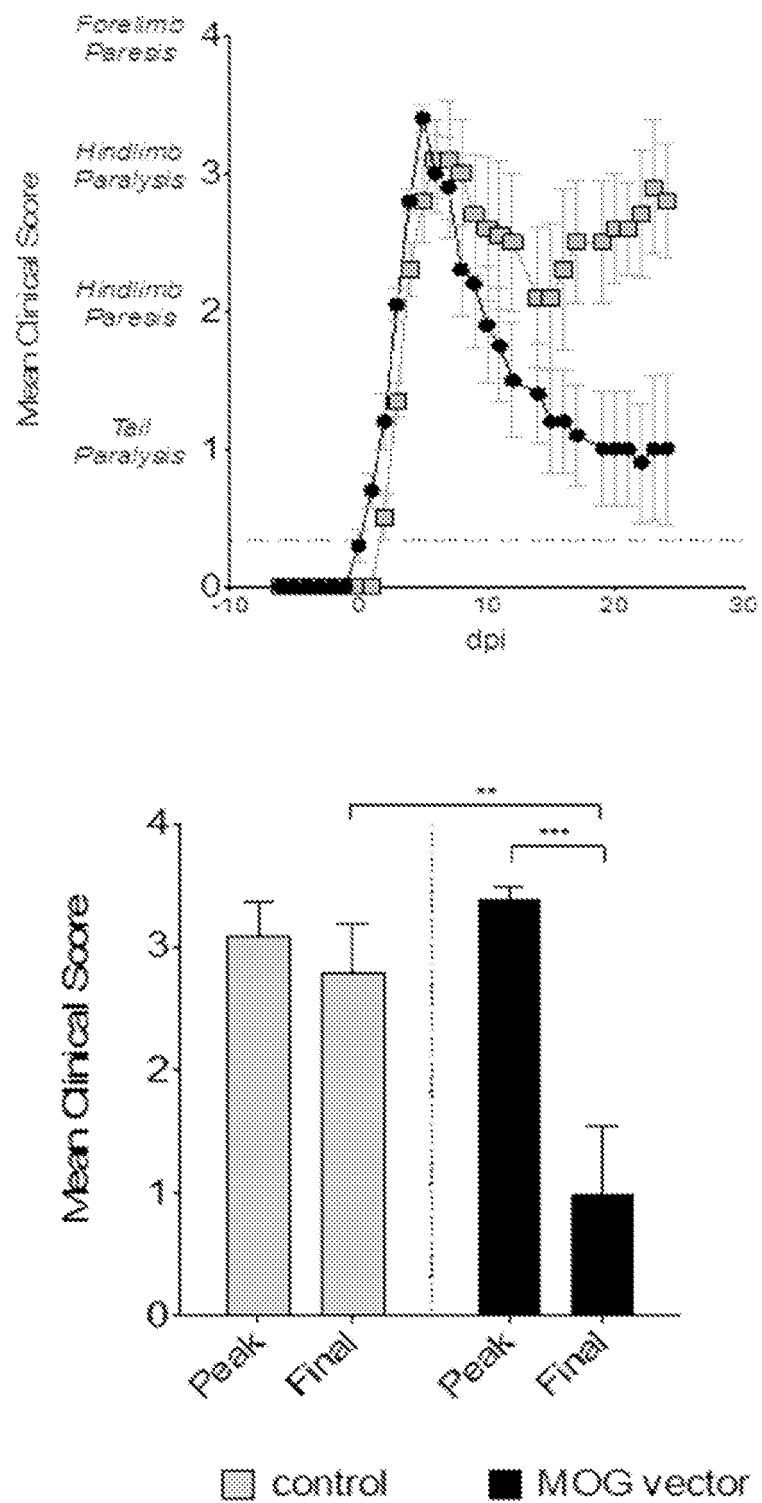 Forelimb
Paresis
Hindlimb
Paralysis
Hindlimb
Paresis
Tail
Paralysis
Mean Clinical Score
4
3
2
1
0
-10
0
10
20
30
dpi
**
***
Mean Clinical Score
4
3
2
1
0
Peak
Final
Peak
Final
control
MOG vector